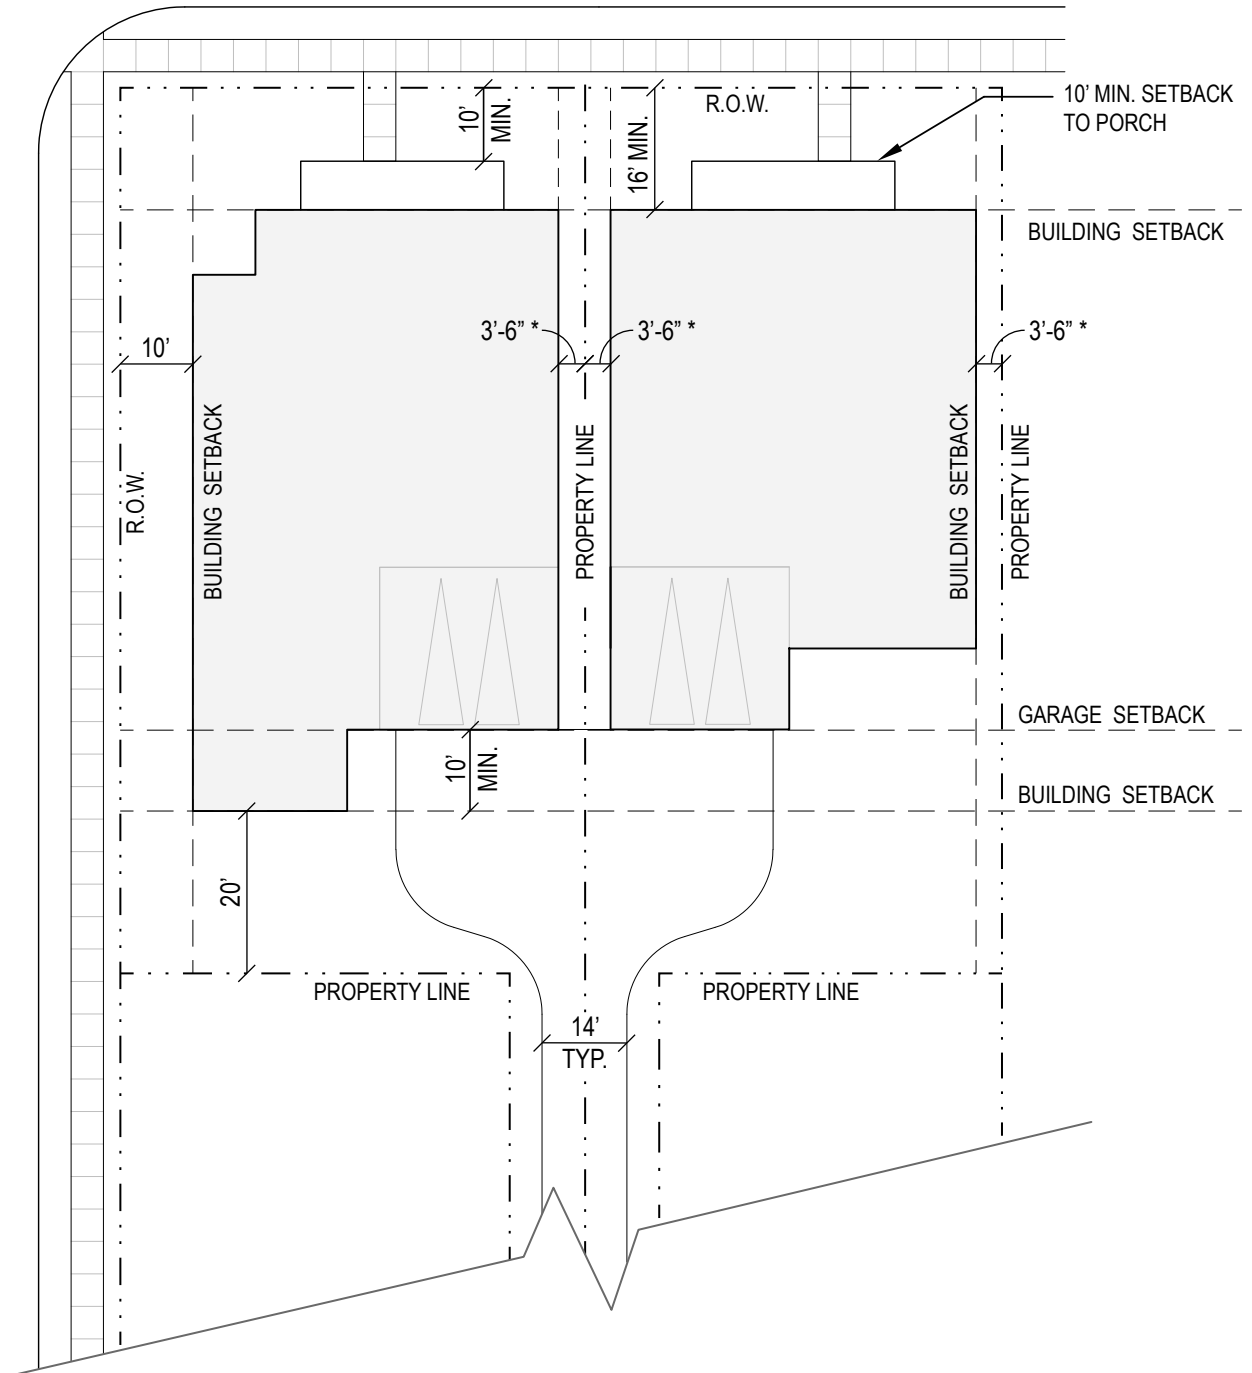 10’
MIN.
16’ MIN.
R.O.W.
10’ MIN. SETBACK
TO PORCH
BUILDING SETBACK
3’-6” *
3’-6” *
3’-6” *
10’
R.O.W.
BUILDING SETBACK
PROPERTY LINE
BUILDING SETBACK
PROPERTY LINE
GARAGE SETBACK
10’
MIN.
BUILDING SETBACK
20’
PROPERTY LINE
PROPERTY LINE
14’
TYP.